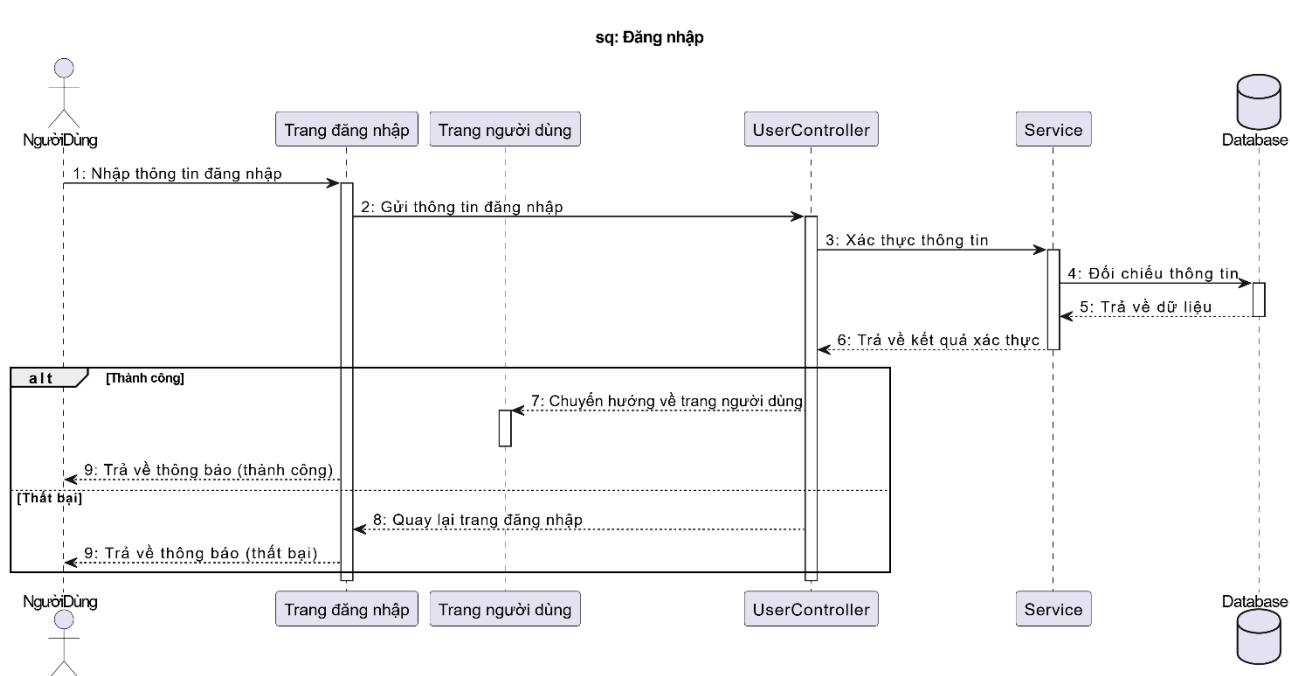 sq: Đăng nhập
NgườiDùng
Trang đăng nhập
Trang người dùng
UserController
Service
Database
1: Nhập thông tin đăng nhập
2: Gửi thông tin đăng nhập
3: Xác thực thông tin
4: Đối chiếu thông tin
5: Trả về dữ liệu
6: Trả về kết quả xác thực
alt
[Thành công]
7: Chuyển hướng về trang người dùng
9: Trả về thông báo (thành công)
[Thất bại]
8: Quay lại trang đăng nhập
9: Trả về thông báo (thất bại)
NgườiDùng
Trang đăng nhập
Trang người dùng
UserController
Service
Database